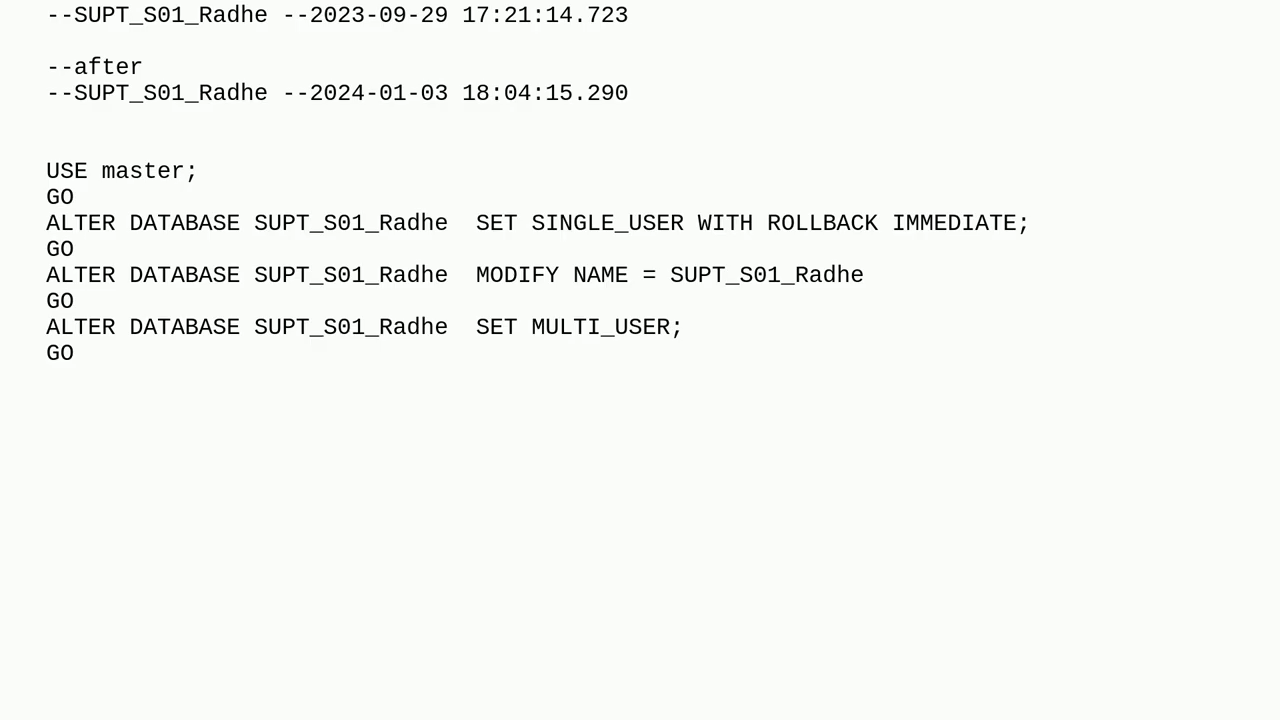 --SUPT_S01_Radhe --2023-09-29 17:21:14.723
--after
--SUPT_S01_Radhe --2024-01-03 18:04:15.290
USE master;
GO
ALTER DATABASE SUPT_S01_Radhe  SET SINGLE_USER WITH ROLLBACK IMMEDIATE;
GO
ALTER DATABASE SUPT_S01_Radhe  MODIFY NAME = SUPT_S01_Radhe
GO
ALTER DATABASE SUPT_S01_Radhe  SET MULTI_USER;
GO